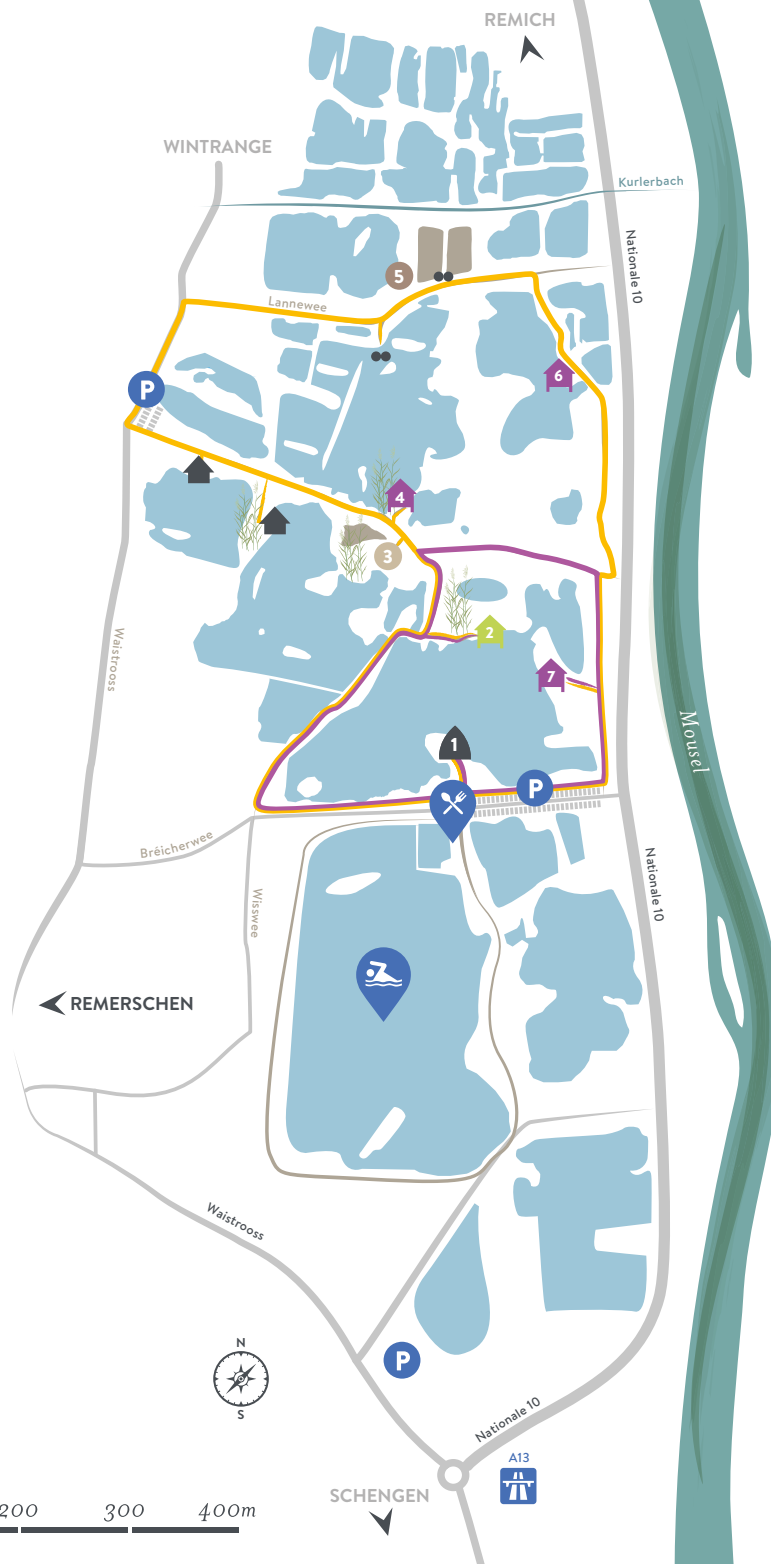 REMICH
WINTRANGE
Kurlerbach
Nationale 10
5
Lannewee
6
P
4
3
2
7
Waistrooss
Mousel
1
P
Bréicherwee
Wisswee
Nationale 10
REMERSCHEN
Waistrooss
N
S
P
Nationale 10
A13
SCHENGEN
200 300 400m